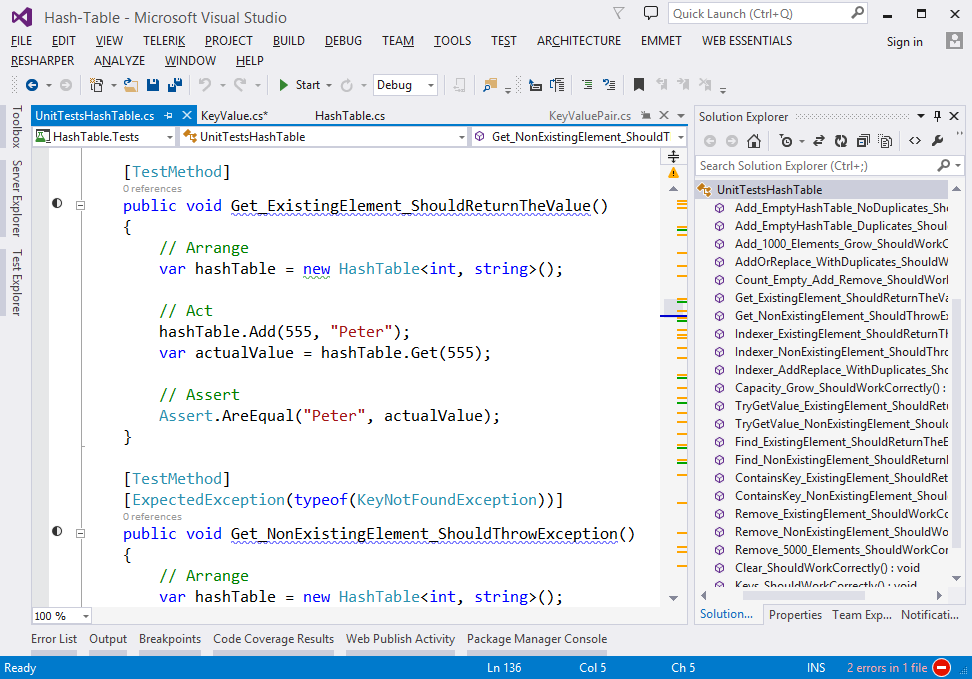 Hash-Table - Microsoft Visual Studio
Quick Launch (Ctrl+Q)
FILE EDIT VIEW TELERIK PROJECT BUILD DEBUG TEAM TOOLS TEST ARCHITECTURE EMMET WEB ESSENTIALS Sign in
RESHARPER ANALYZE WINDOW HELP
Start Debug
Toolbox
Server Explorer
Test Explorer
UnitTestsHashTable.cs KeyValue.cs* HashTable.cs KeyValuePair.cs
HashTable.Tests UnitTestsHashTable Get_NonExistingElement_ShouldT
[TestMethod]
0 references
public void Get_ExistingElement_ShouldReturnTheValue()
{
// Arrange
var hashTable = new HashTable<int, string>();
// Act
hashTable.Add(555, "Peter");
var actualValue = hashTable.Get(555);
// Assert
Assert.AreEqual("Peter", actualValue);
}
[TestMethod]
[ExpectedException(typeof(KeyNotFoundException))]
0 references
public void Get_NonExistingElement_ShouldThrowException()
{
// Arrange
var hashTable = new HashTable<int, string>();
100 %
Solution Explorer
Search Solution Explorer (Ctrl+;)
UnitTestsHashTable
Add_EmptyHashTable_NoDuplicates_Sh
Add_EmptyHashTable_Duplicates_Shoul
Add_1000_Elements_Grow_ShouldWorkC
AddOrReplace_WithDuplicates_ShouldW
Count_Empty_Add_Remove_ShouldWorl
Get_ExistingElement_ShouldReturnTheVa
Get_NonExistingElement_ShouldThrowEx
Indexer_ExistingElement_ShouldReturnTh
Indexer_NonExistingElement_ShouldThro
Indexer_AddReplace_WithDuplicates_Sho
Capacity_Grow_ShouldWorkCorrectly() :
TryGetValue_ExistingElement_ShouldRetu
TryGetValue_NonExistingElement_Should
Find_ExistingElement_ShouldReturnTheE
Find_NonExistingElement_ShouldReturnI
ContainsKey_ExistingElement_ShouldRet
ContainsKey_NonExistingElement_Shoul
Remove_ExistingElement_ShouldWorkCo
Remove_NonExistingElement_ShouldWo
Remove_5000_Elements_ShouldWorkCor
Clear_ShouldWorkCorrectly() : void
Keys_ShouldWorkCorrectly() : void
Solution... Properties Team Exp... Notificati...
Error List Output Breakpoints Code Coverage Results Web Publish Activity Package Manager Console
Ready Ln 136 Col 5 Ch 5 INS 2 errors in 1 file